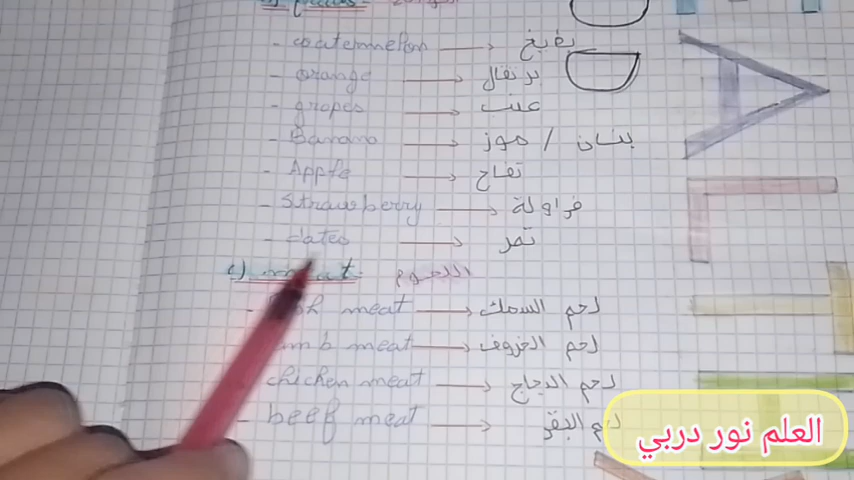 - watermelon → بطيخ
- orange → برتقال
- grapes → عنب
- Banana → موز / بنان
- Apple → تفاح
- Strawberry → فراولة
- dates → تمر
c) meat: اللحوم
meat → لحم السمك
meat → لحم الخروف
chicken meat → لحم الدجاج
- beef meat → لحم البقر
العلم نور دربي